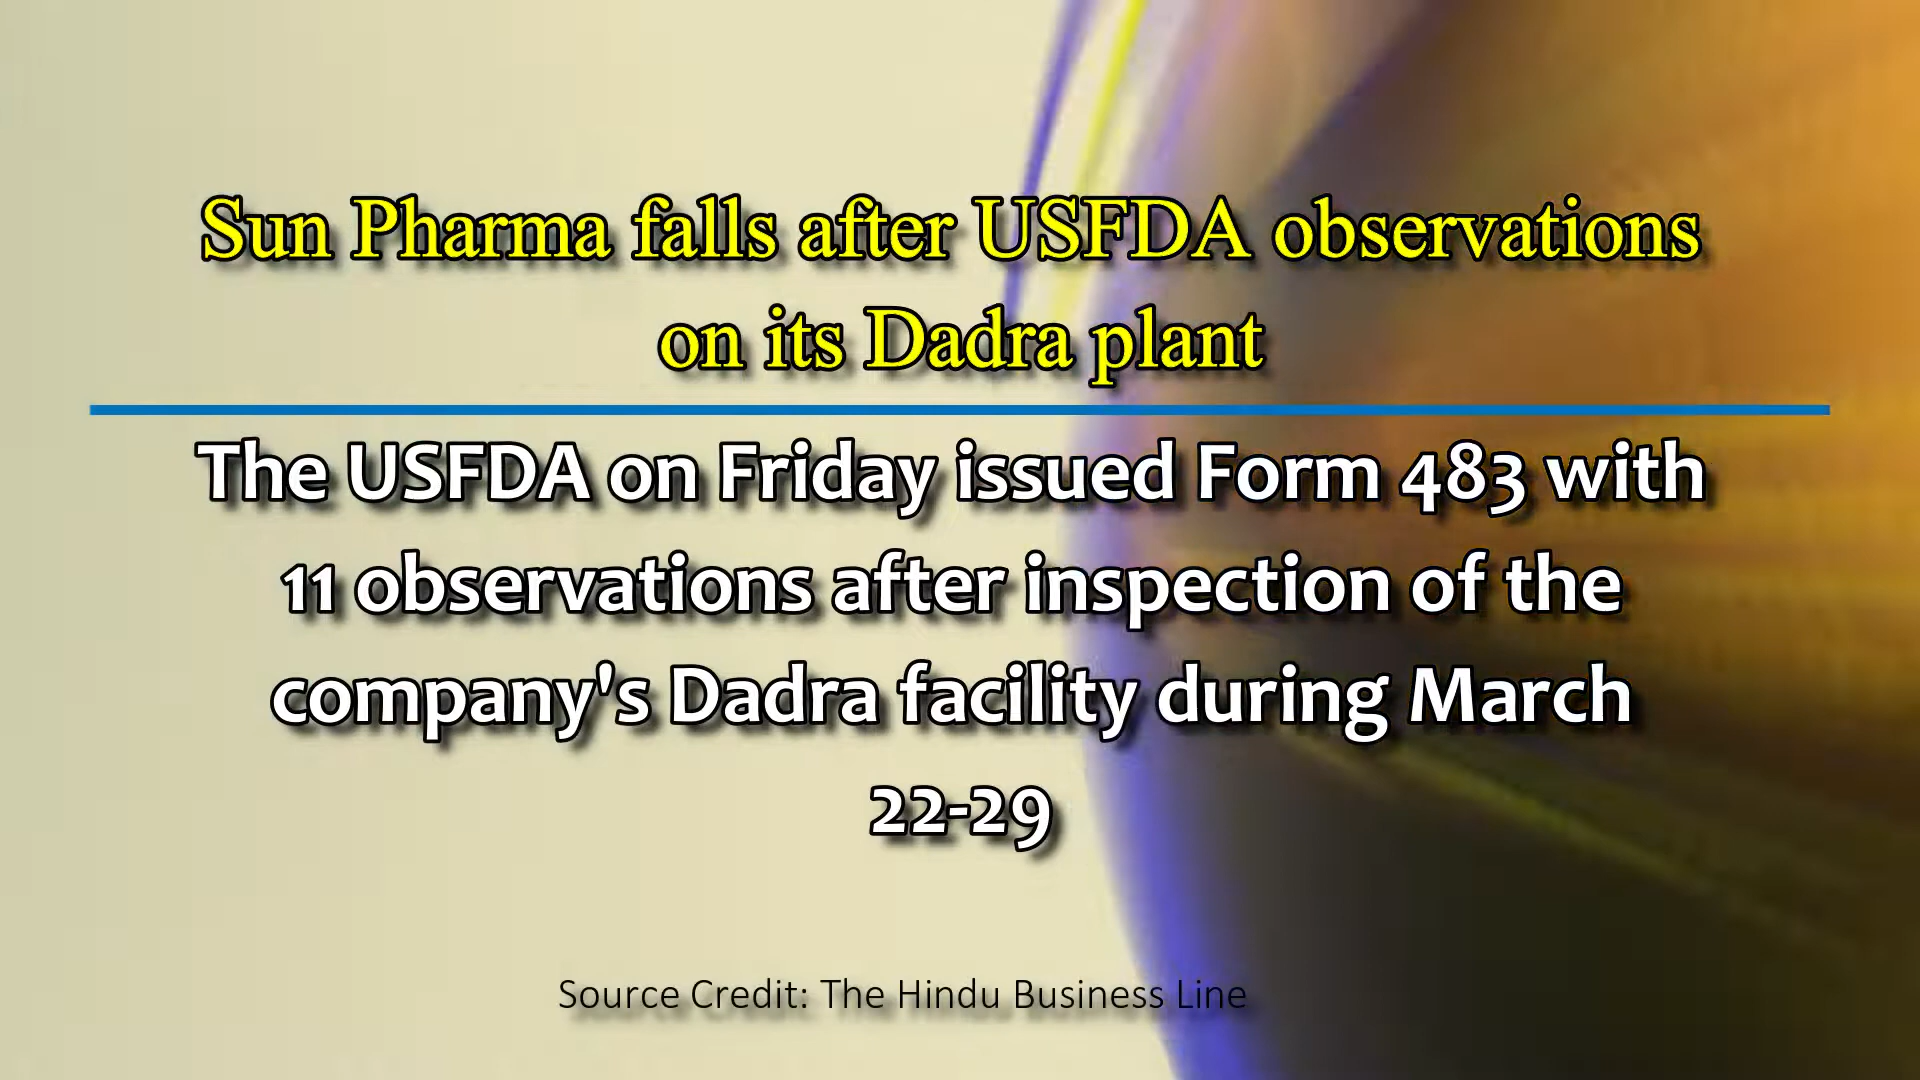 Sun Pharma falls after USFDA observations
on its Dadra plant
The USFDA on Friday issued Form 483 with
11 observations after inspection of the
company's Dadra facility during March
22-29
Source Credit: The Hindu Business Line